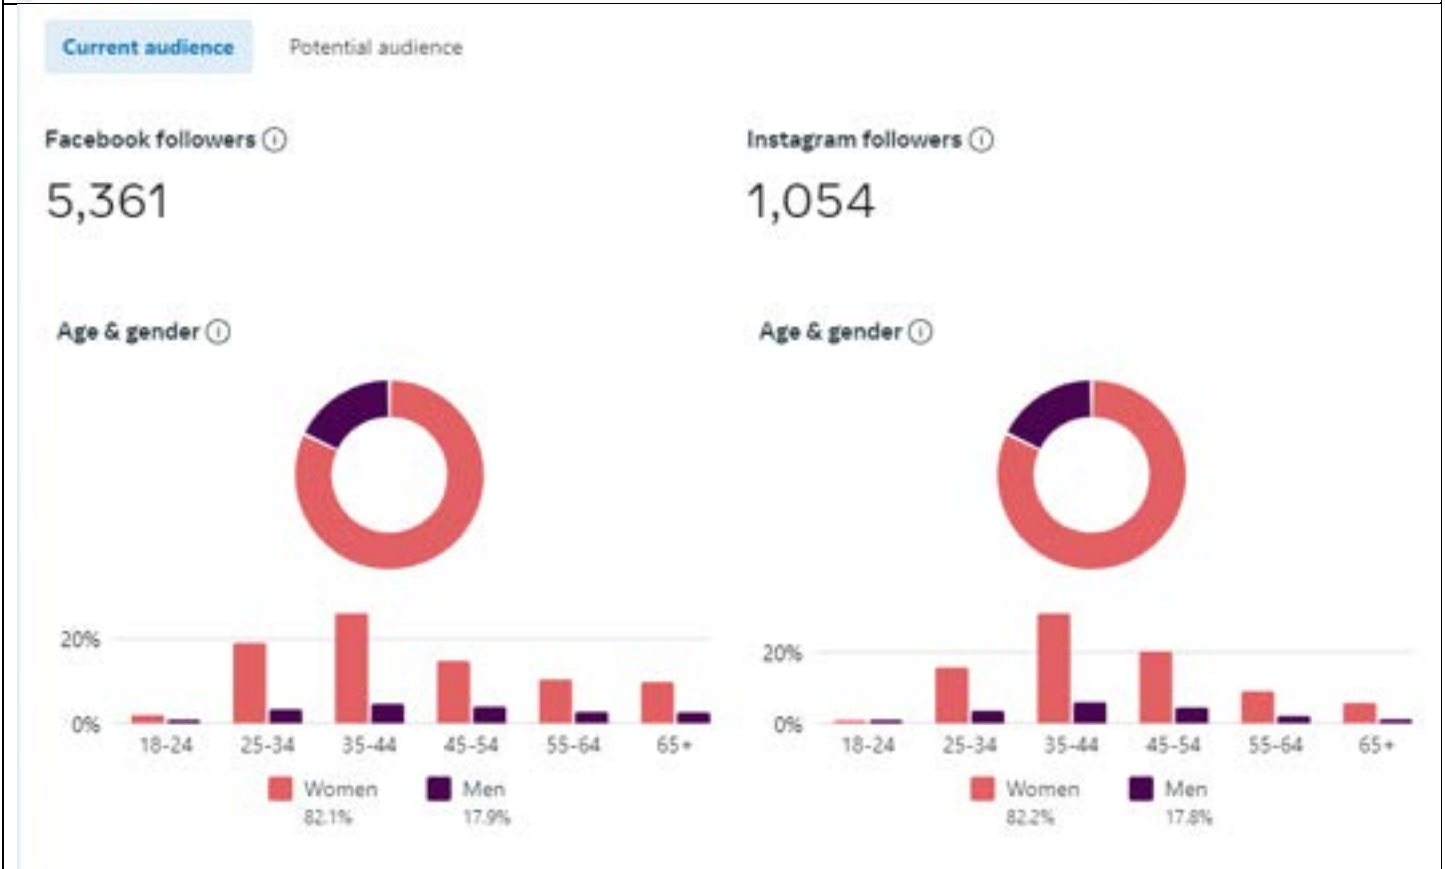 Current audience
Potential audience
Facebook followers
5,361
Age & gender
20%
0%
18-24 25-34 35-44 45-54 55-64 65+
Women Men
82.1% 17.9%
Instagram followers
1,054
Age & gender
20%
0%
18-24 25-34 35-44 45-54 55-64 65+
Women Men
82.2% 17.8%